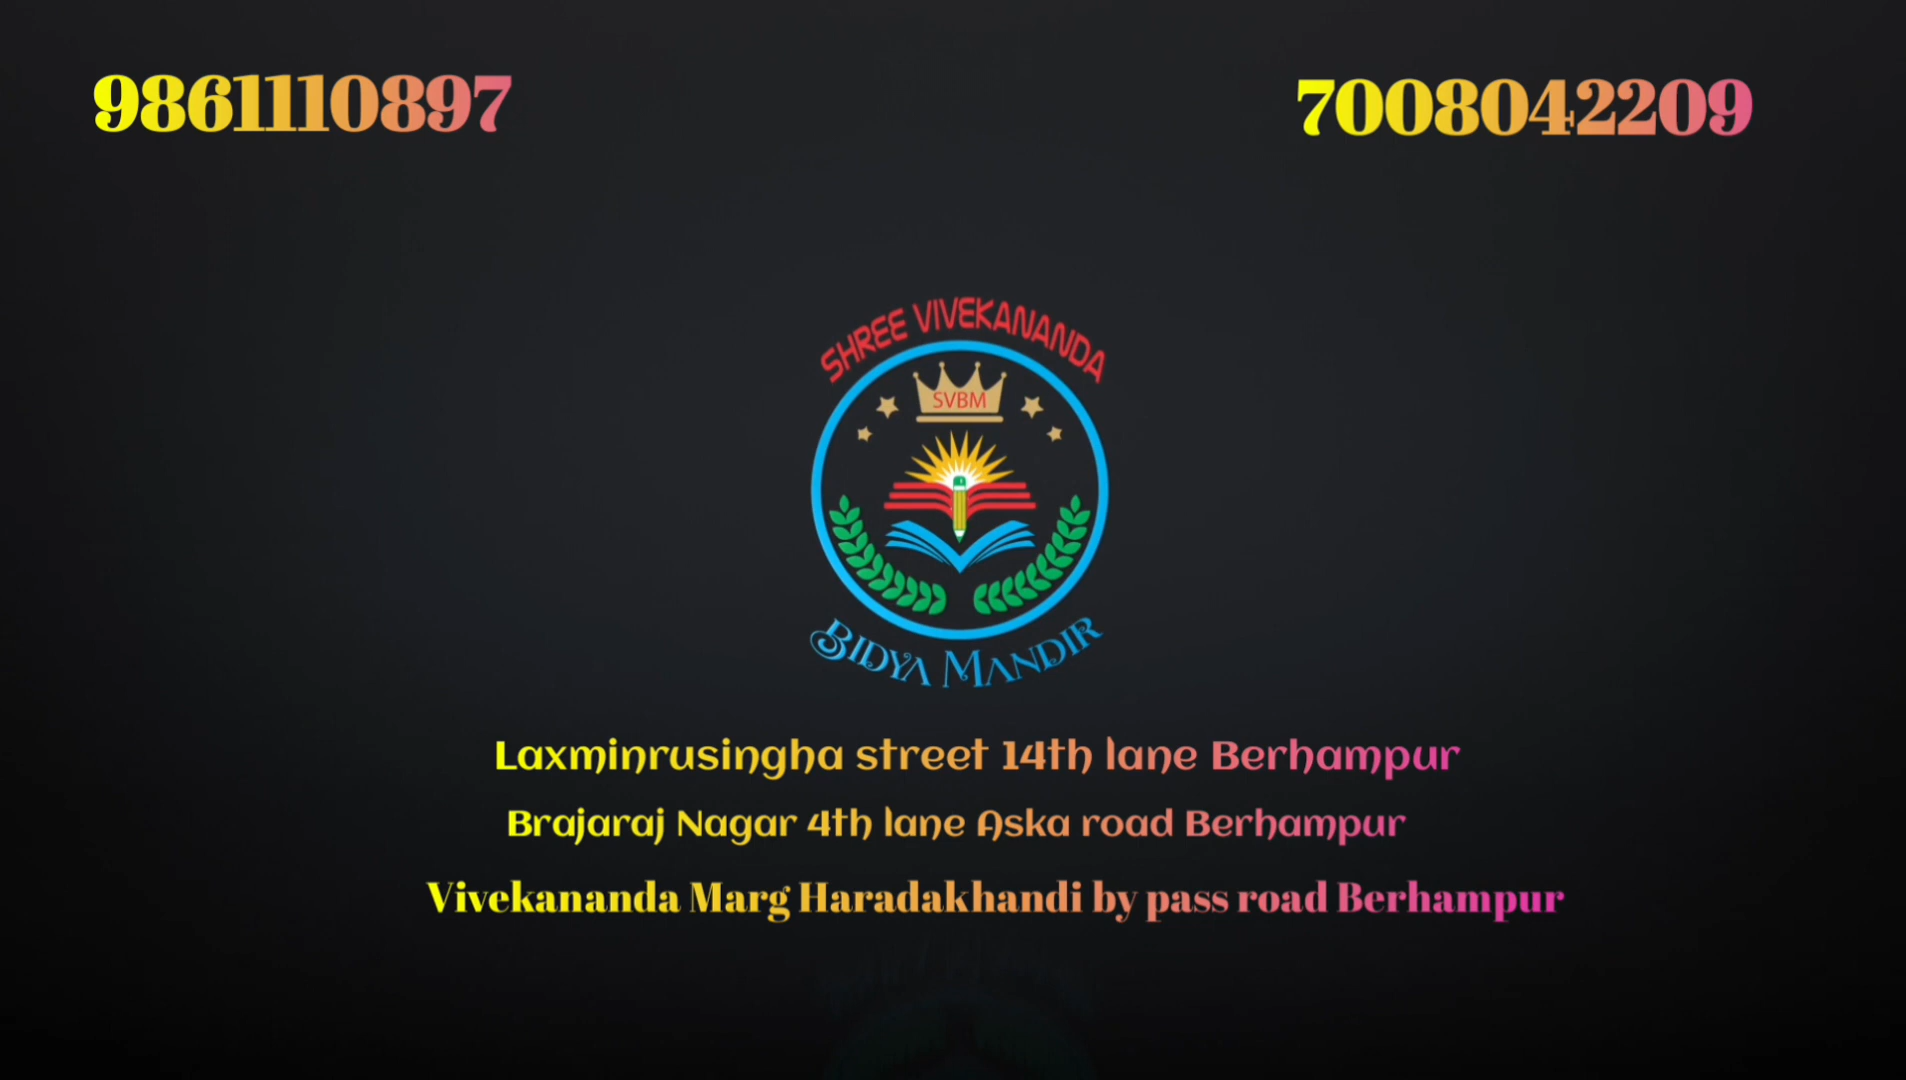 9861110897
7008042209
SHREE VIVEKANANDA
SVBM
BIDYA MANDIR
Laxminrusingha street 14th lane Berhampur
Brajaraj Nagar 4th lane Aska road Berhampur
Vivekananda Marg Haradakhandi by pass road Berhampur